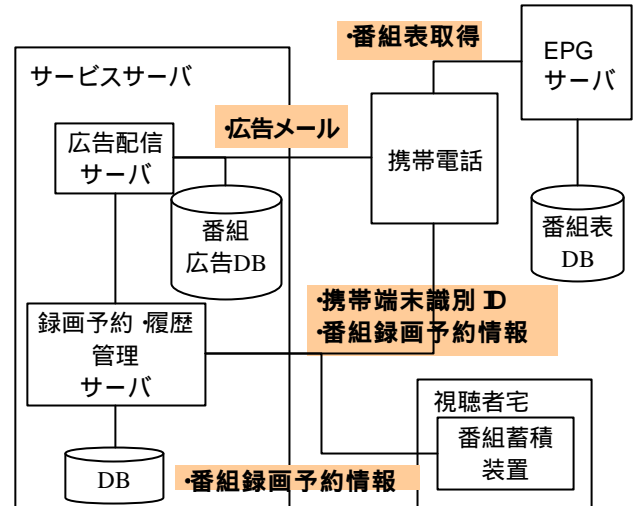 ・番組表取得
EPG
サーバ
サービスサーバ
・広告メール
広告配信
サーバ
携帯電話
番組
広告DB
番組表
DB
・携帯端末識別ID
・番組録画予約情報
録画予約・履歴
管理
サーバ
視聴者宅
番組蓄積
装置
DB
・番組録画予約情報